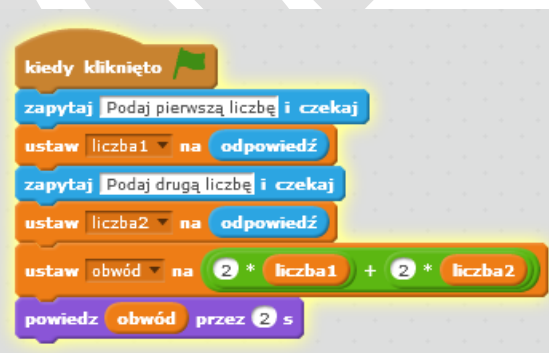 kiedy kliknięto
zapytaj Podaj pierwszą liczbę i czekaj
ustaw liczba1 na odpowiedź
zapytaj Podaj drugą liczbę i czekaj
ustaw liczba2 na odpowiedź
ustaw obwód na 2 * liczba1 + 2 * liczba2
powiedz obwód przez 2 s